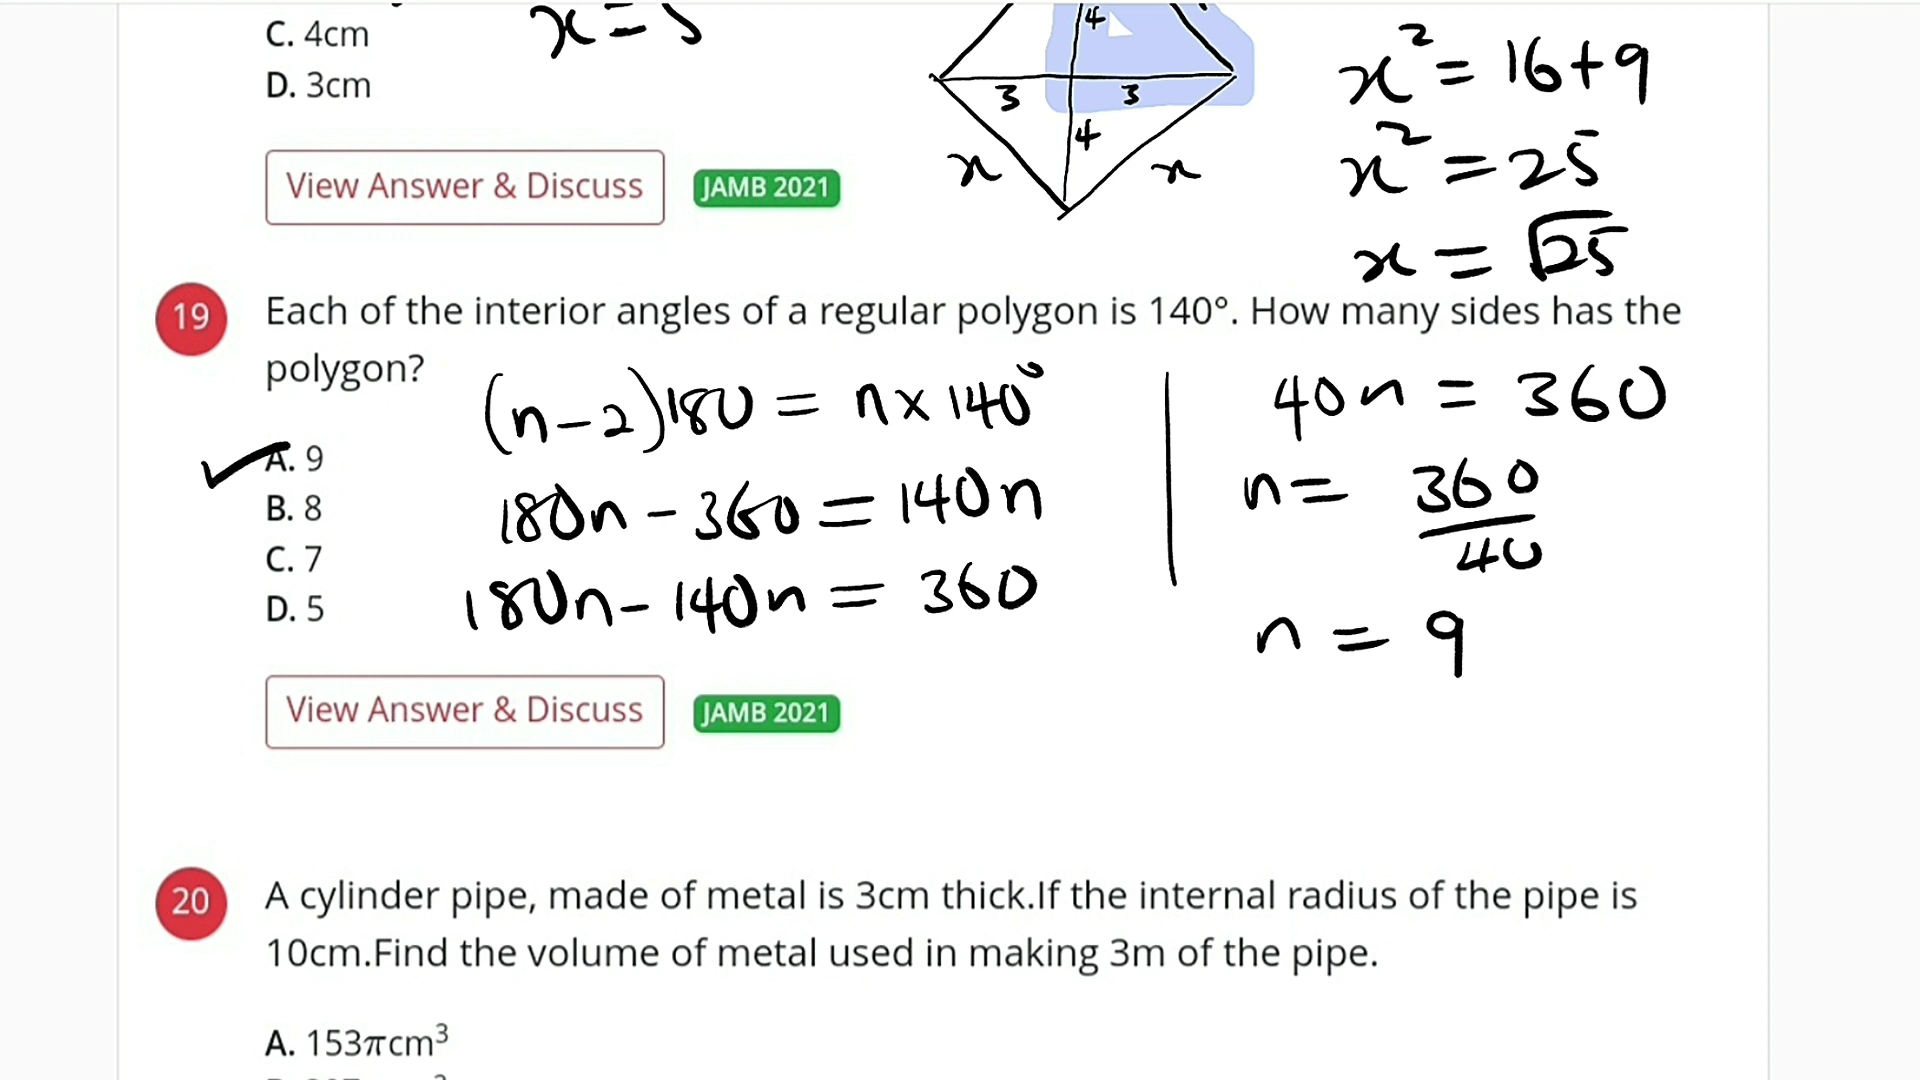 C. 4cm
D. 3cm
x = 5
4
3
3
4
x
x
x² = 16+9
x² = 25
x = √25
View Answer & Discuss
JAMB 2021
19
Each of the interior angles of a regular polygon is 140°. How many sides has the
polygon?
A. 9
B. 8
C. 7
D. 5
(n-2)180 = n×140°
180n - 360 = 140n
180n - 140n = 360
40n = 360
n = 360/40
n = 9
View Answer & Discuss
JAMB 2021
20
A cylinder pipe, made of metal is 3cm thick.If the internal radius of the pipe is
10cm.Find the volume of metal used in making 3m of the pipe.
A. 153πcm³